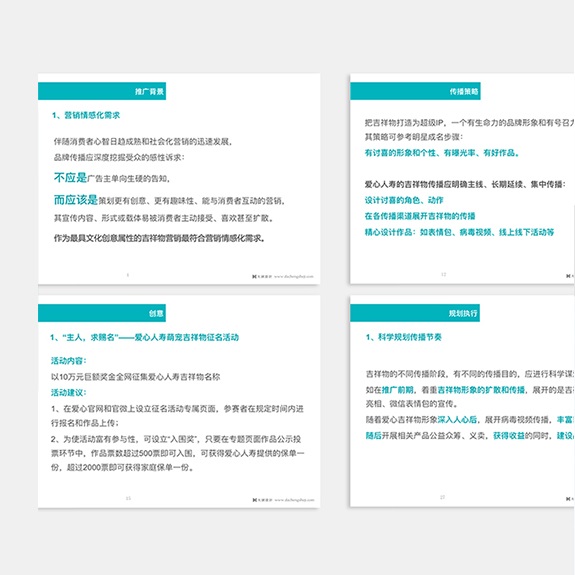 推广背景
1、营销情感化需求
伴随消费者心智日趋成熟和社会化营销的迅速发展，
品牌传播应深度挖掘受众的感性诉求：
不应是广告主单向生硬的告知，
而应该是策划更有创意、更有趣味性、能与消费者互动的营销，
其宣传内容、形式或载体易被消费者主动接受、喜欢甚至扩散。
作为最具文化创意属性的吉祥物营销最符合营销情感化需求。
传播策略
把吉祥物打造为超级IP，一个有生命力的品牌形象和有号召力
其策略可参考明星成名步骤：
有讨喜的形象和个性、有曝光率、有好作品。
爱心人寿的吉祥物传播应明确主线、长期延续、集中传播：
设计讨喜的角色、动作
在各传播渠道展开吉祥物的传播
精心设计作品：如表情包、病毒视频、线上线下活动等
创意
1、“主人，求赐名”——爱心人寿萌宠吉祥物征名活动
活动内容：
以10万元巨额奖金全网征集爱心人寿吉祥物名称
活动建议：
1、在爱心官网和官微上设立征名活动专属页面，参赛者在规定时间内进
行报名和作品上传；
2、为使活动富有参与性，可设立“入围奖”，只要在专题页面作品公示投
票环节中，作品票数超过500票即可入围，可获得爱心人寿提供的保单一
份，超过2000票即可获得家庭保单一份。
规划执行
1、科学规划传播节奏
吉祥物的不同传播阶段，有不同的传播目的，应进行科学谋
如在推广前期，着重吉祥物形象的扩散和传播，展开的是吉
亮相、微信表情包的宣传。
随着爱心吉祥物形象深入人心后，展开病毒视频传播，丰富
随后开展相关产品公益众筹、义卖，获得收益的同时，建设